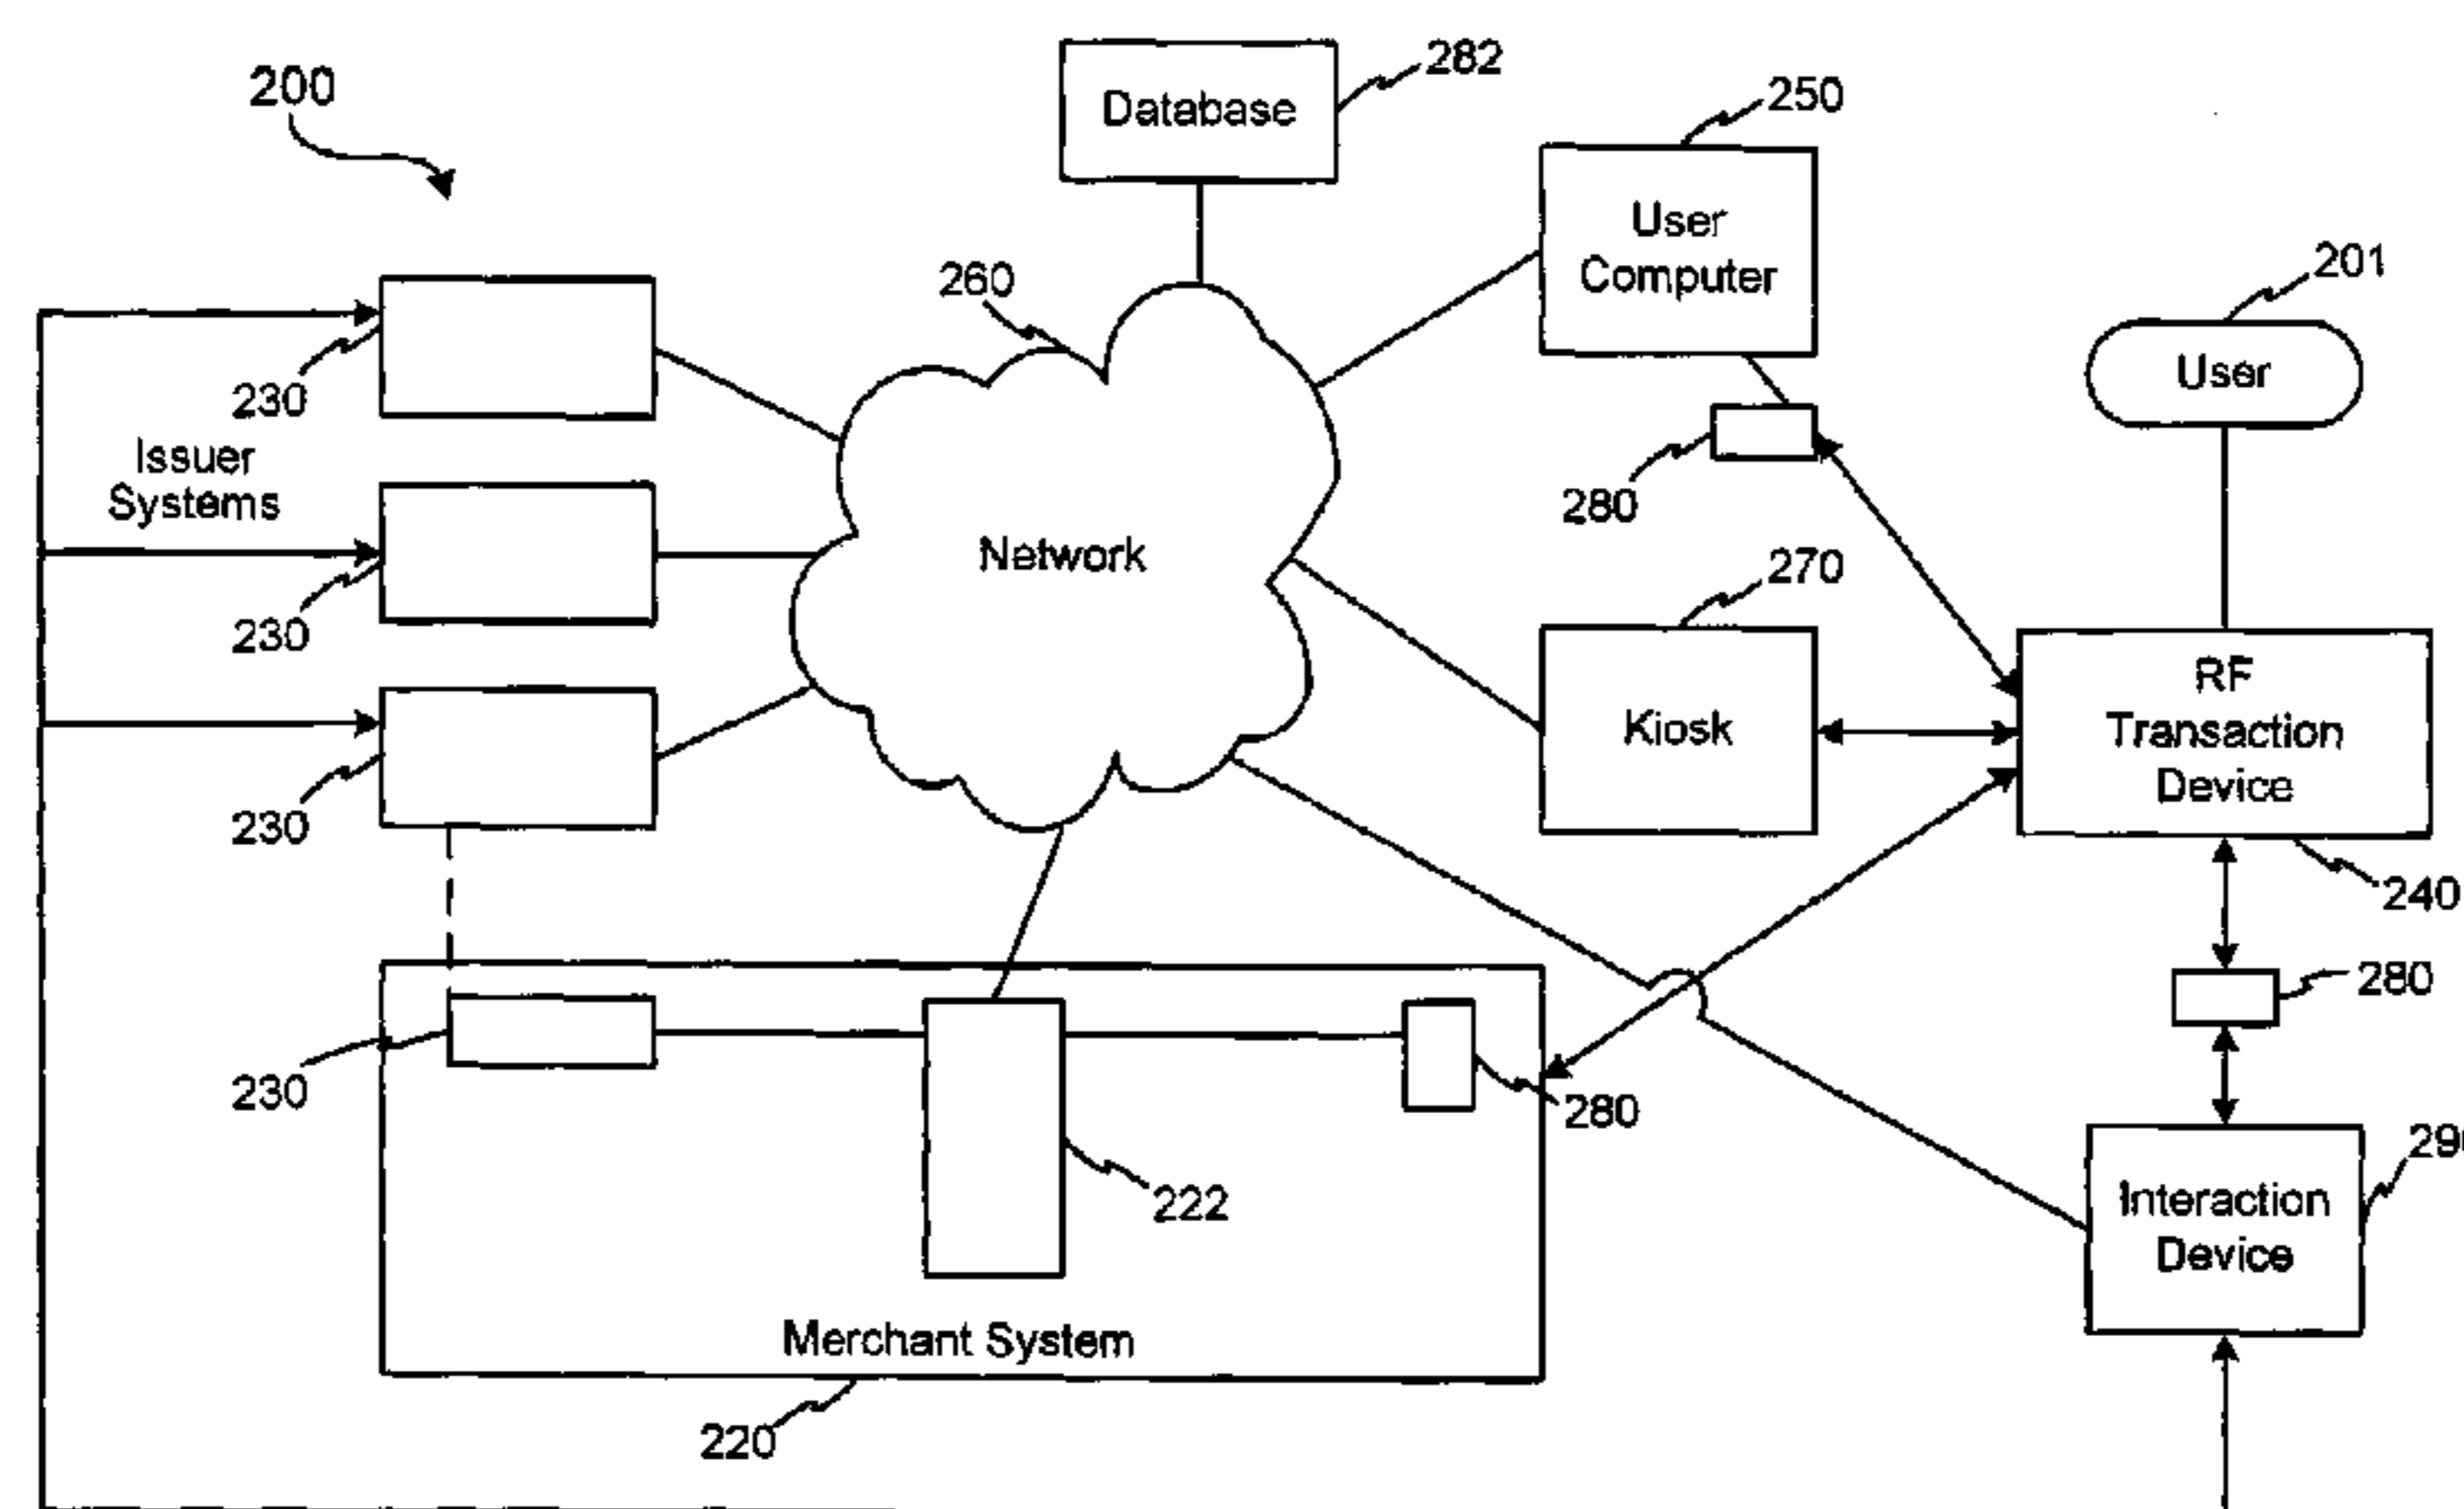 200
Database
282
250
User
Computer
201
User
260
230
Issuer
Systems
280
Network
270
230
RF
Transaction
Device
Kiosk
230
240
280
230
280
222
Interaction
Device
Merchant System
220